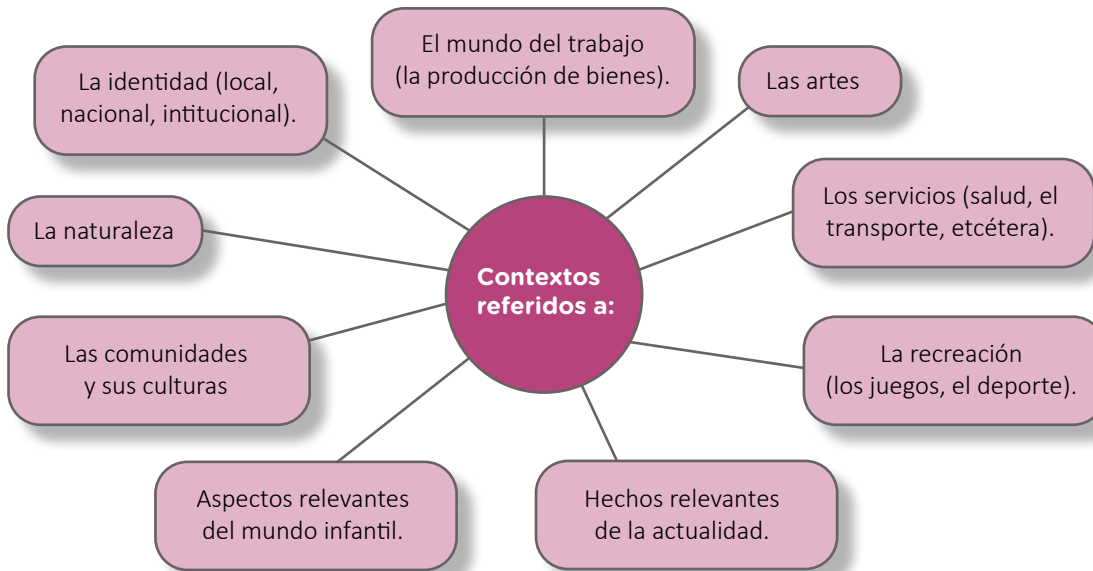 El mundo del trabajo
(la producción de bienes).
La identidad (local,
nacional, intitucional).
Las artes
Los servicios (salud, el
transporte, etcétera).
La naturaleza
Contextos
referidos a:
Las comunidades
y sus culturas
La recreación
(los juegos, el deporte).
Aspectos relevantes
del mundo infantil.
Hechos relevantes
de la actualidad.